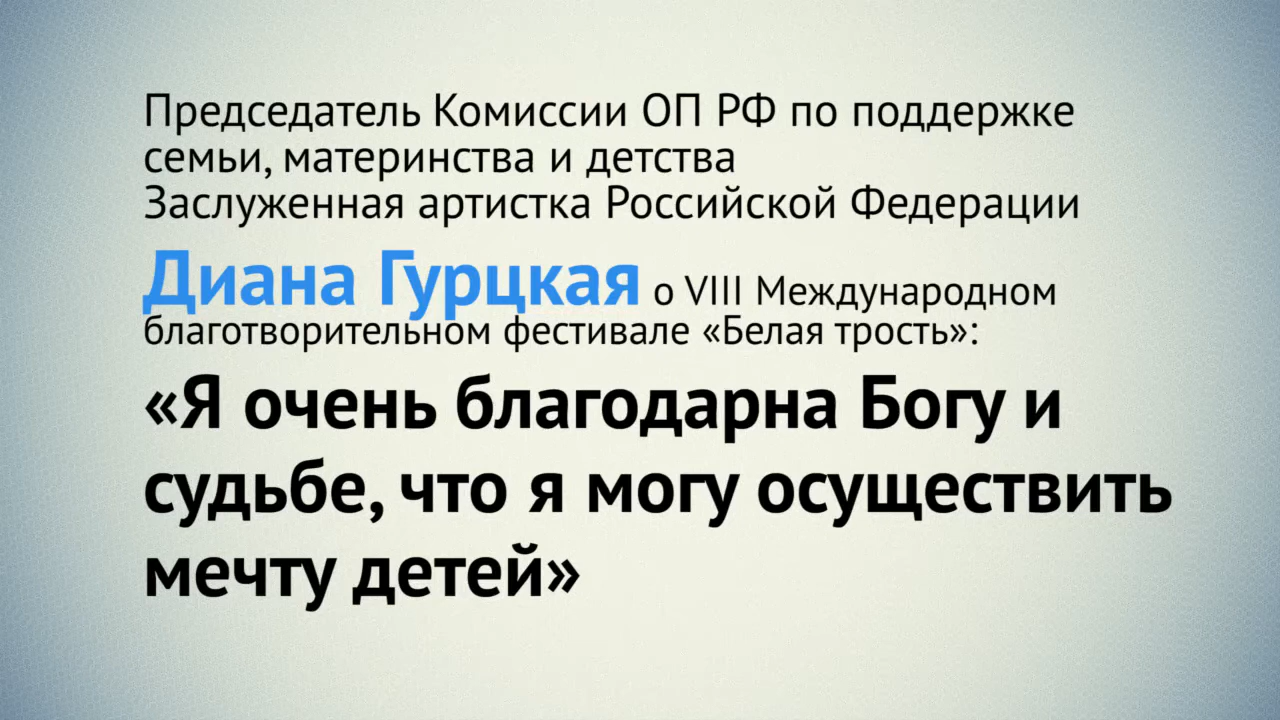 Председатель Комиссии ОП РФ по поддержке
семьи, материнства и детства
Заслуженная артистка Российской Федерации
Диана Гурцкая о VIII Международном
благотворительном фестивале «Белая трость»:
«Я очень благодарна Богу и
судьбе, что я могу осуществить
мечту детей»